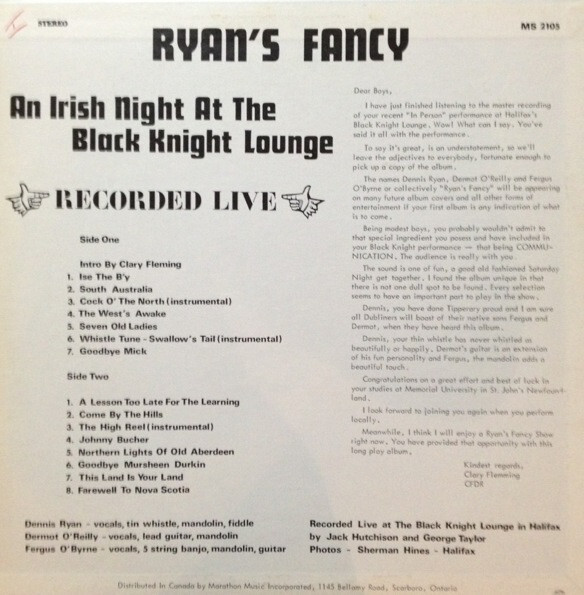 STEREO
MS 2105
RYAN'S FANCY
An Irish Night At The
Black Knight Lounge
RECORDED LIVE
Side One
Intro By Clary Fleming
1. Ise The B'y
2. South Australia
3. Cock O' The North (instrumental)
4. The West's Awake
5. Seven Old Ladies
6. Whistle Tune - Swallow's Tail (instrumental)
7. Goodbye Mick
Side Two
1. A Lesson Too Late For The Learning
2. Come By The Hills
3. The High Reel (instrumental)
4. Johnny Bucher
5. Northern Lights Of Old Aberdeen
6. Goodbye Mursheen Durkin
7. This Land Is Your Land
8. Farewell To Nova Scotia
Dear Boys,
I have just finished listening to the master recording
of your recent "In Person" performance at Halifax's
Black Knight Lounge. Wow! What can I say. You've
said it all with the performance.
To say it's great, is an understatement, so we'll
leave the adjectives to everybody, fortunate enough to
pick up a copy of the album.
The names Dennis Ryan, Dermot O'Reilly and Fergus
O'Byrne or collectively "Ryan's Fancy" will be appearing
on many future album covers and all other forms of
entertainment if your first album is any indication of what
is to come.
Being modest boys, you probably wouldn't admit to
that special ingredient you posess and have included in
your Black Knight performance — that being COMMU-
NICATION. The audience is really with you.
The sound is one of fun, a good old fashioned Saturday
Night get together. I found the album unique in that
there is not one dull spot to be found. Every selection
seems to have an important part to play in the show.
Dennis, you have done Tipperary proud and I am sure
all Dubliners will boast of their native sons Fergus and
Dermot, when they have heard this album.
Dennis, your thin whistle has never whistled so
beautifully or happily. Dermot's guitar is an extension
of his fun personality and Fergus, the mandolin adds a
beautiful touch.
Congratulations on a great effort and best of luck in
your studies at Memorial University in St. John's Newfound-
land.
I look forward to joining you again when you perform
locally.
Meanwhile, I think I will enjoy a Ryan's Fancy Show
right now. You have provided that opportunity with this
long play album.
Kindest regards,
Clary Flemming
CFDR
Dennis Ryan - vocals, tin whistle, mandolin, fiddle
Dermot O'Reilly - vocals, lead guitar, mandolin
Fergus O'Byrne - vocals, 5 string banjo, mandolin, guitar
Recorded Live at The Black Knight Lounge in Halifax
by Jack Hutchison and George Taylor
Photos - Sherman Hines - Halifax
Distributed In Canada by Marathon Music Incorporated, 1145 Bellamy Road, Scarboro, Ontario